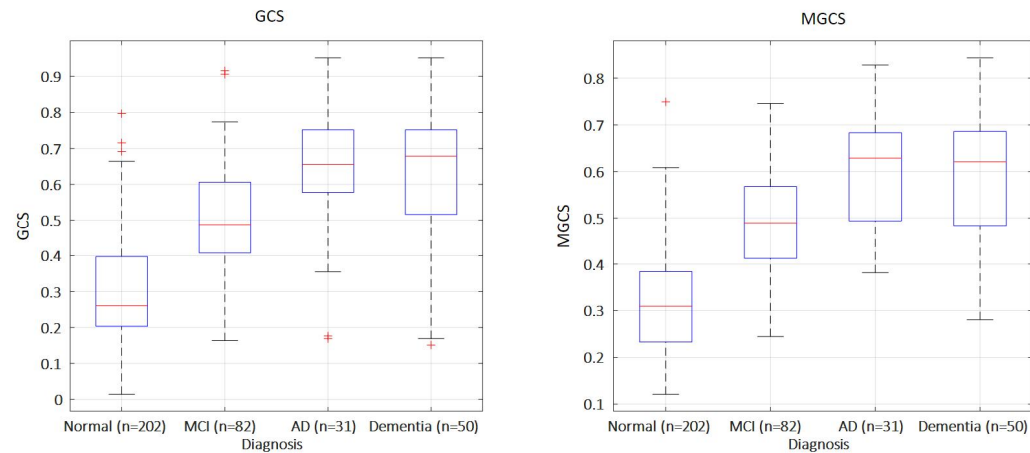 GCS
GCS
0.9
0.8
0.7
0.6
0.5
0.4
0.3
0.2
0.1
0
Normal (n=202) MCI (n=82) AD (n=31) Dementia (n=50)
Diagnosis
MGCS
MGCS
0.8
0.7
0.6
0.5
0.4
0.3
0.2
0.1
Normal (n=202) MCI (n=82) AD (n=31) Dementia (n=50)
Diagnosis